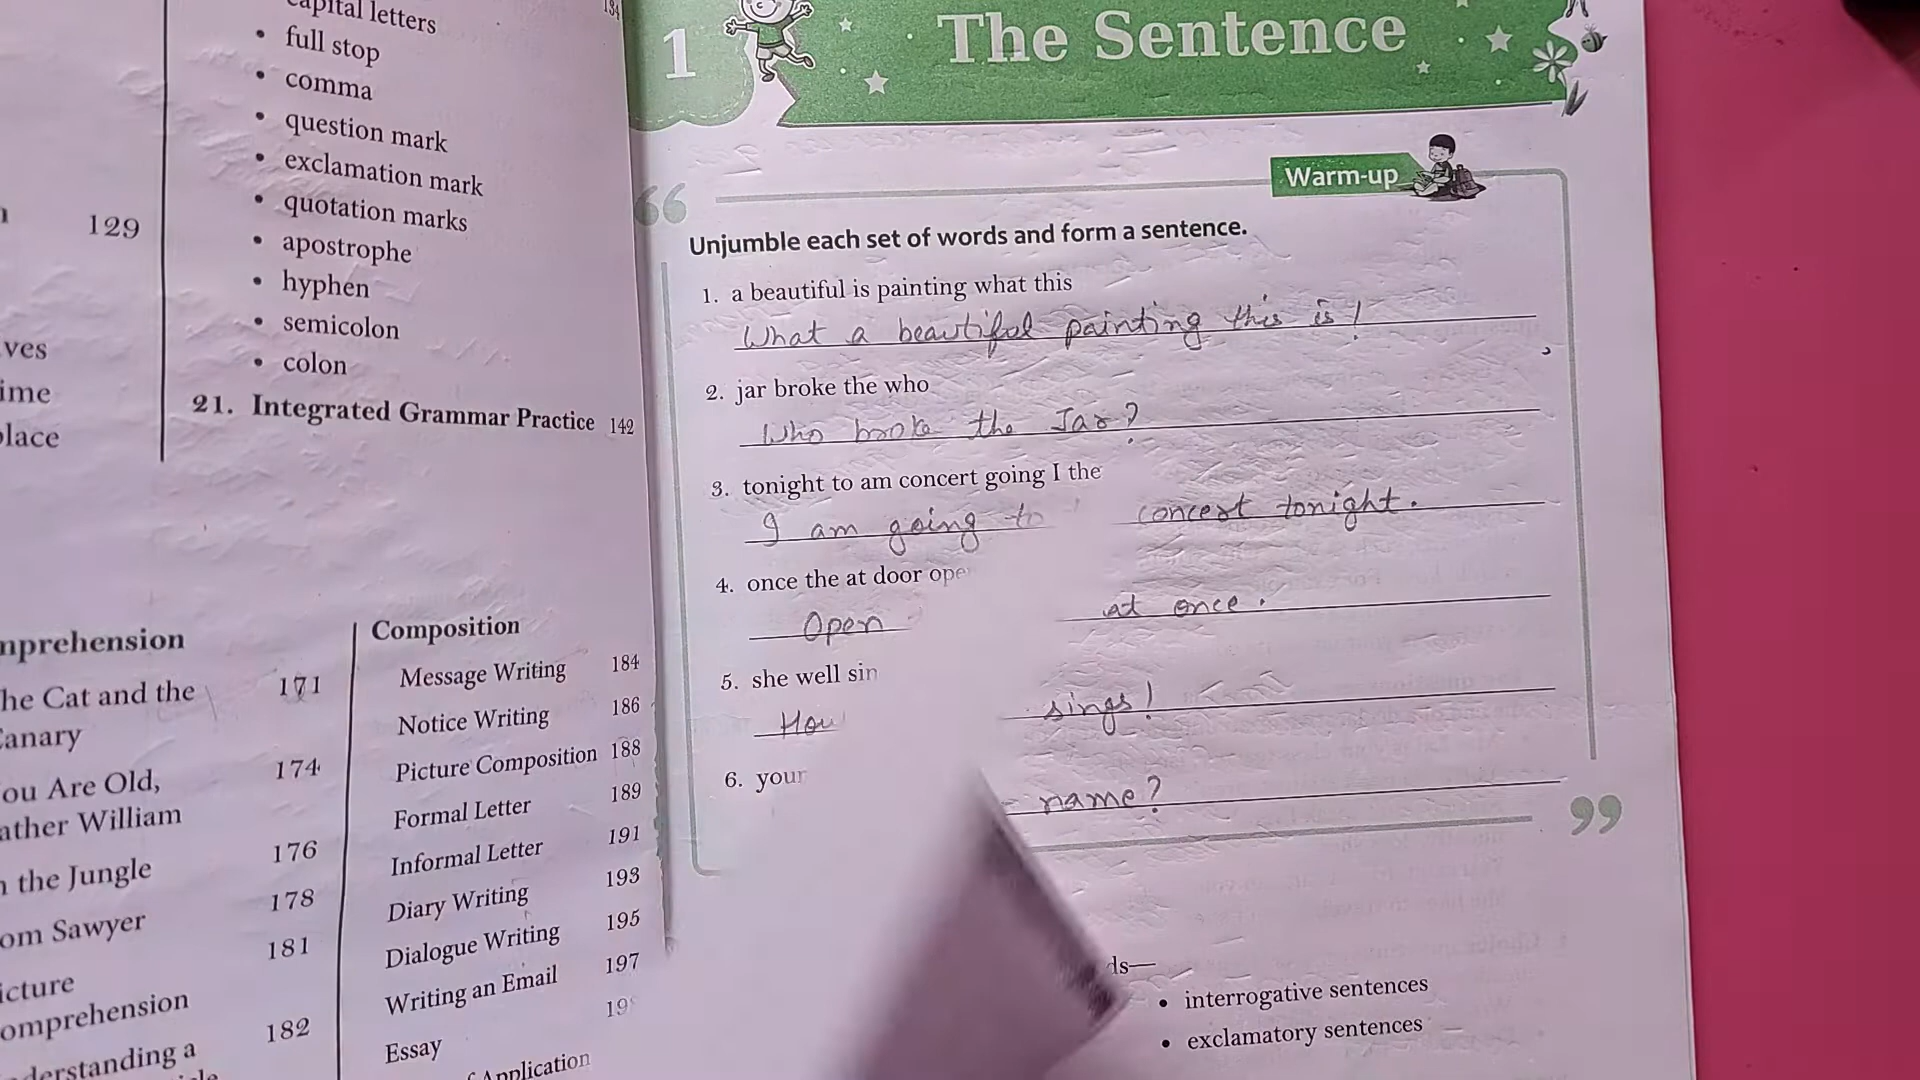 capital letters
134
• full stop
• comma
• question mark
• exclamation mark
• quotation marks
129
• apostrophe
• hyphen
• semicolon
• colon
ves
ime
place
21. Integrated Grammar Practice 142
171
174
176
178
181
182
he Cat and the
ou Are Old,
ather William
the Jungle
om Sawyer
Composition
Message Writing 184
Notice Writing 186
Picture Composition 188
Formal Letter 189
Informal Letter 191
Diary Writing 193
Dialogue Writing 195
Writing an Email 197
Essay
Application
1 The Sentence
Warm-up
Unjumble each set of words and form a sentence.
1. a beautiful is painting what this
What a beautiful painting this is!
2. jar broke the who
Who broke the Jar?
3. tonight to am concert going I the
I am going to concert tonight.
4. once the at door ope
Open at once.
5. she well sin
How sings!
6. your
name?
• interrogative sentences
• exclamatory sentences